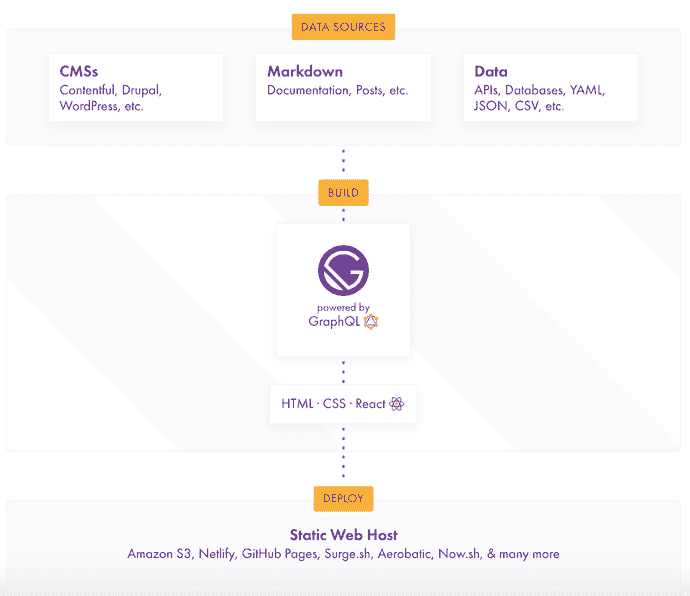 DATA SOURCES
CMSs
Contentful, Drupal,
WordPress, etc.
Markdown
Documentation, Posts, etc.
Data
APIs, Databases, YAML,
JSON, CSV, etc.
BUILD
powered by
GraphQL
HTML · CSS · React
DEPLOY
Static Web Host
Amazon S3, Netlify, GitHub Pages, Surge.sh, Aerobatic, Now.sh, & many more